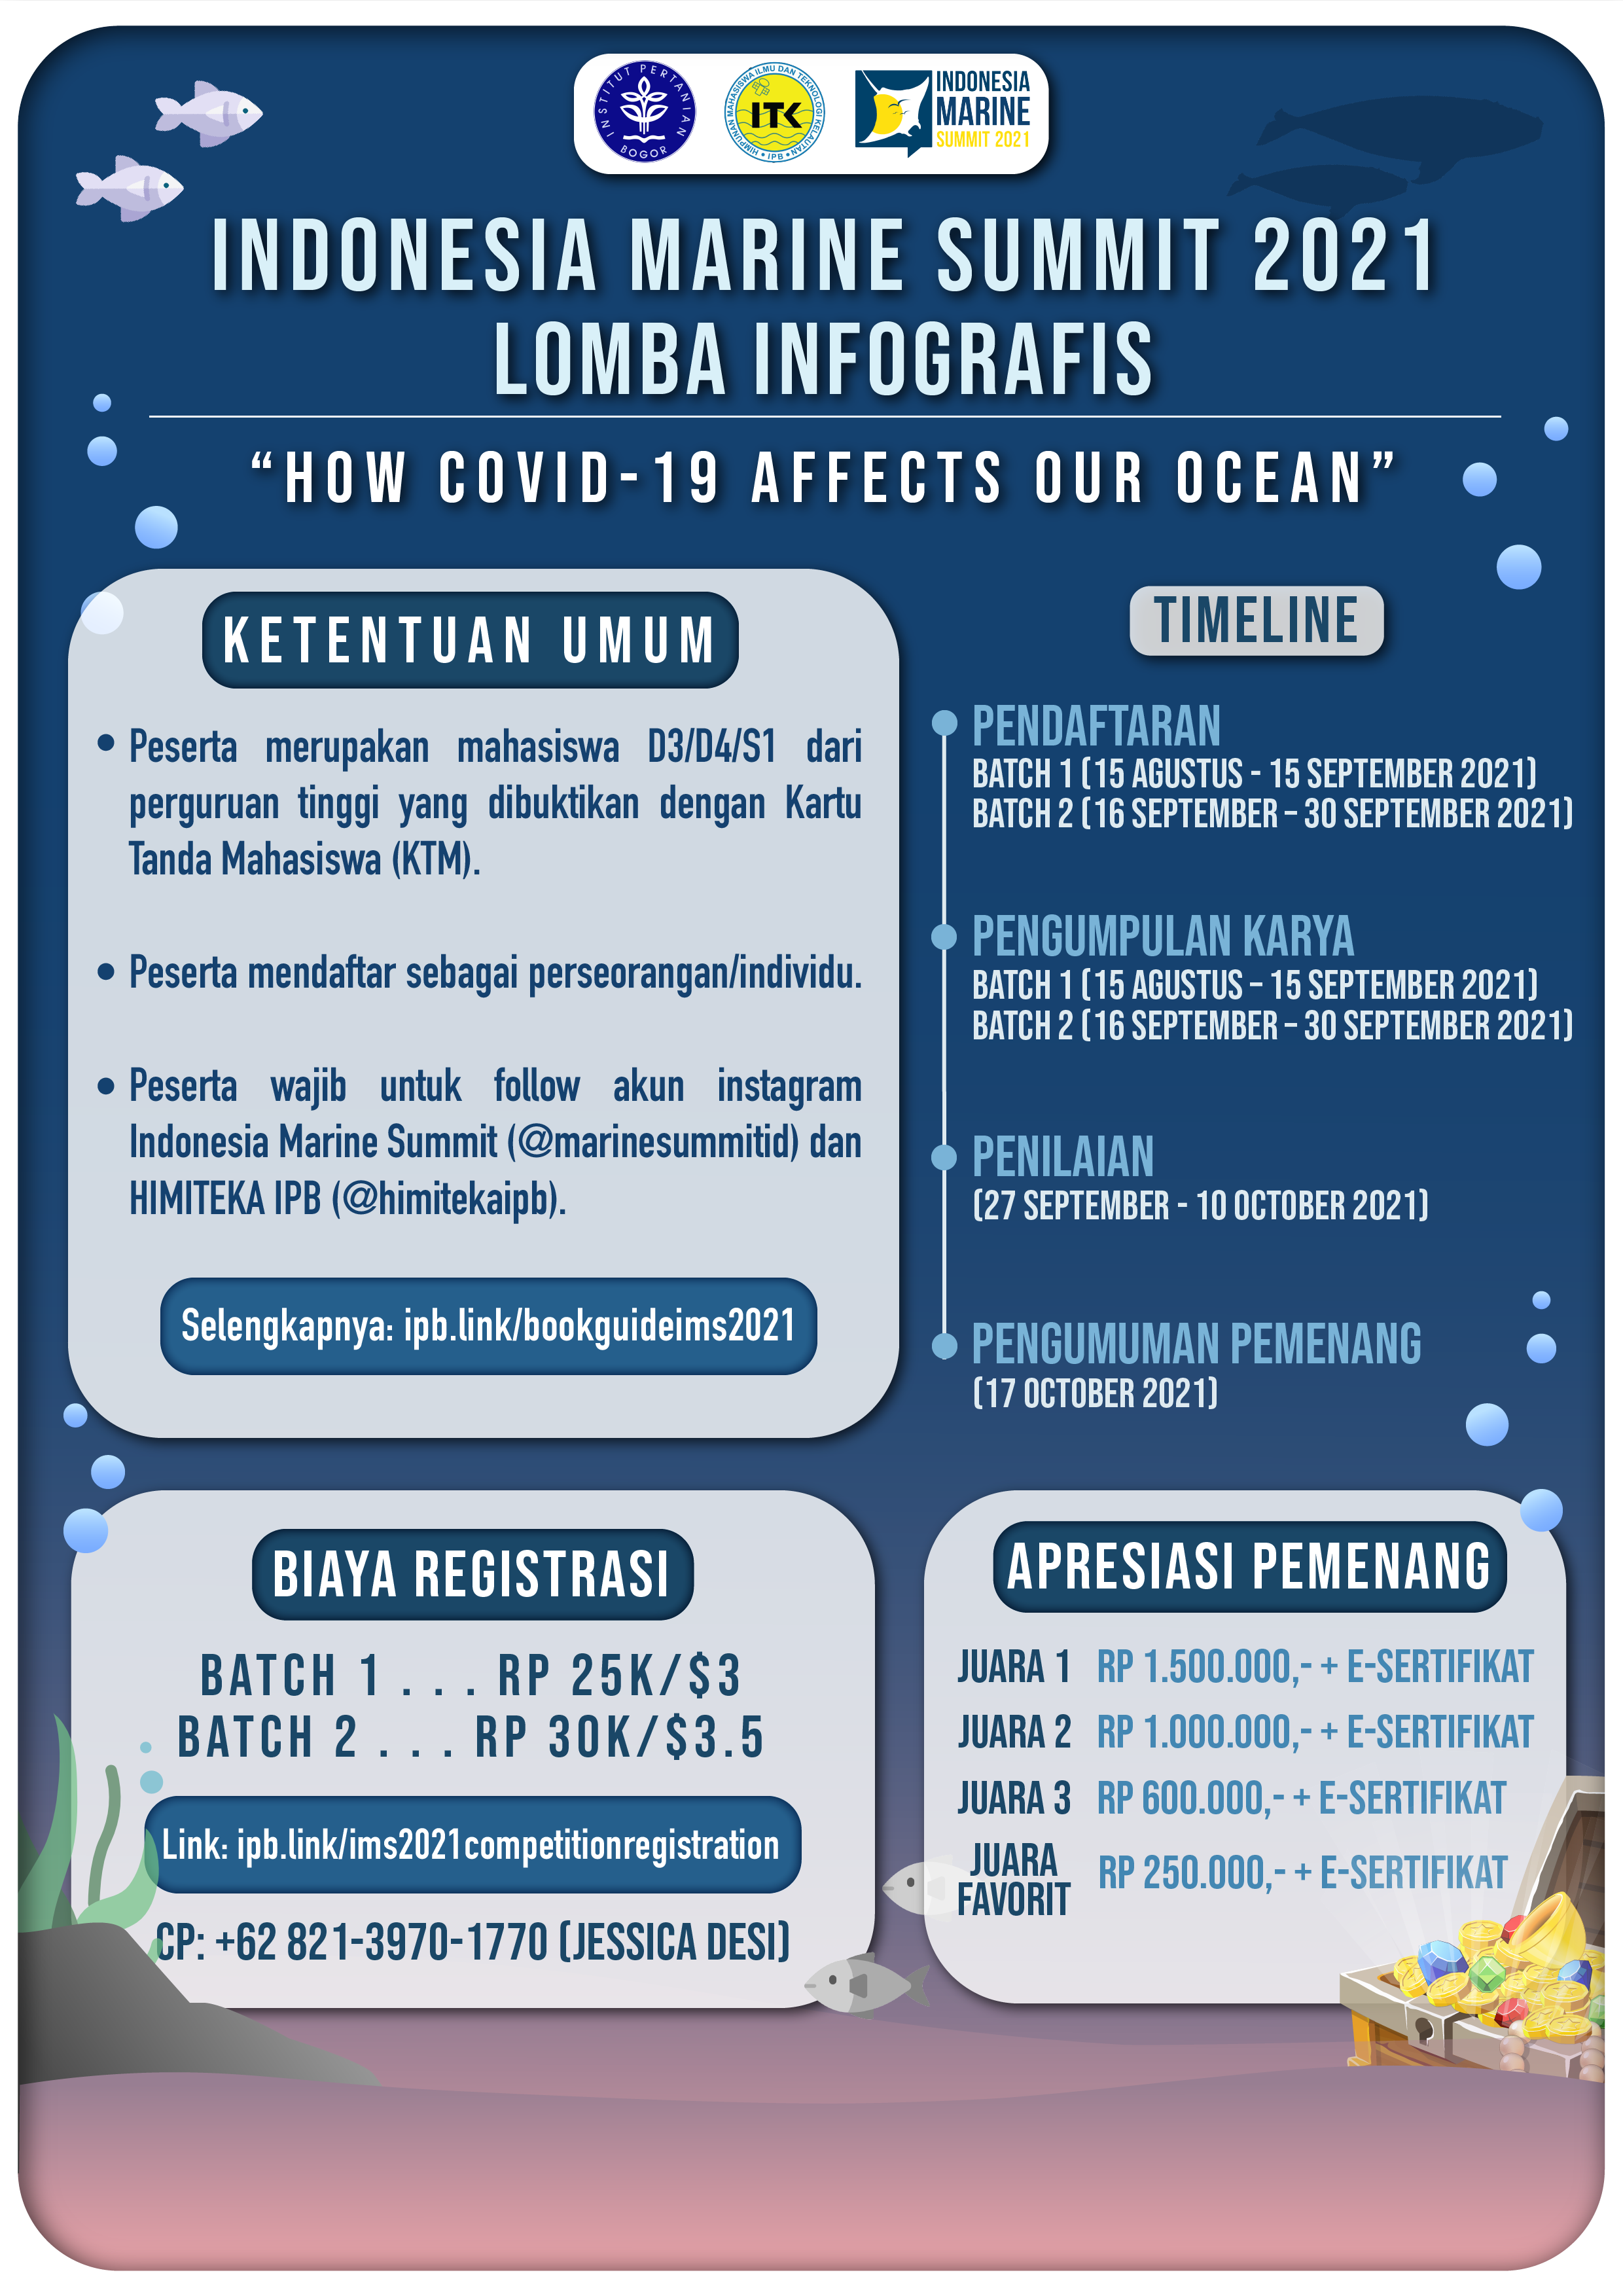 INSTITUT PERTANIAN
BOGOR
HIMPUNAN MAHASISWA ILMU DAN TEKNOLOGI KELAUTAN
• IPB •
ITK
INDONESIA
MARINE
SUMMIT 2021
INDONESIA MARINE SUMMIT 2021
LOMBA INFOGRAFIS
“HOW COVID-19 AFFECTS OUR OCEAN”
KETENTUAN UMUM
• Peserta merupakan mahasiswa D3/D4/S1 dari
perguruan tinggi yang dibuktikan dengan Kartu
Tanda Mahasiswa (KTM).
• Peserta mendaftar sebagai perseorangan/individu.
• Peserta wajib untuk follow akun instagram
Indonesia Marine Summit (@marinesummitid) dan
HIMITEKA IPB (@himitekaipb).
Selengkapnya: ipb.link/bookguideims2021
TIMELINE
PENDAFTARAN
BATCH 1 (15 AGUSTUS - 15 SEPTEMBER 2021)
BATCH 2 (16 SEPTEMBER – 30 SEPTEMBER 2021)
PENGUMPULAN KARYA
BATCH 1 (15 AGUSTUS – 15 SEPTEMBER 2021)
BATCH 2 (16 SEPTEMBER – 30 SEPTEMBER 2021)
PENILAIAN
(27 SEPTEMBER - 10 OCTOBER 2021)
PENGUMUMAN PEMENANG
(17 OCTOBER 2021)
BIAYA REGISTRASI
BATCH 1 . . . RP 25K/$3
BATCH 2 . . . RP 30K/$3.5
Link: ipb.link/ims2021competitionregistration
CP: +62 821-3970-1770 (JESSICA DESI)
APRESIASI PEMENANG
JUARA 1 RP 1.500.000,- + E-SERTIFIKAT
JUARA 2 RP 1.000.000,- + E-SERTIFIKAT
JUARA 3 RP 600.000,- + E-SERTIFIKAT
JUARA
FAVORIT RP 250.000,- + E-SERTIFIKAT